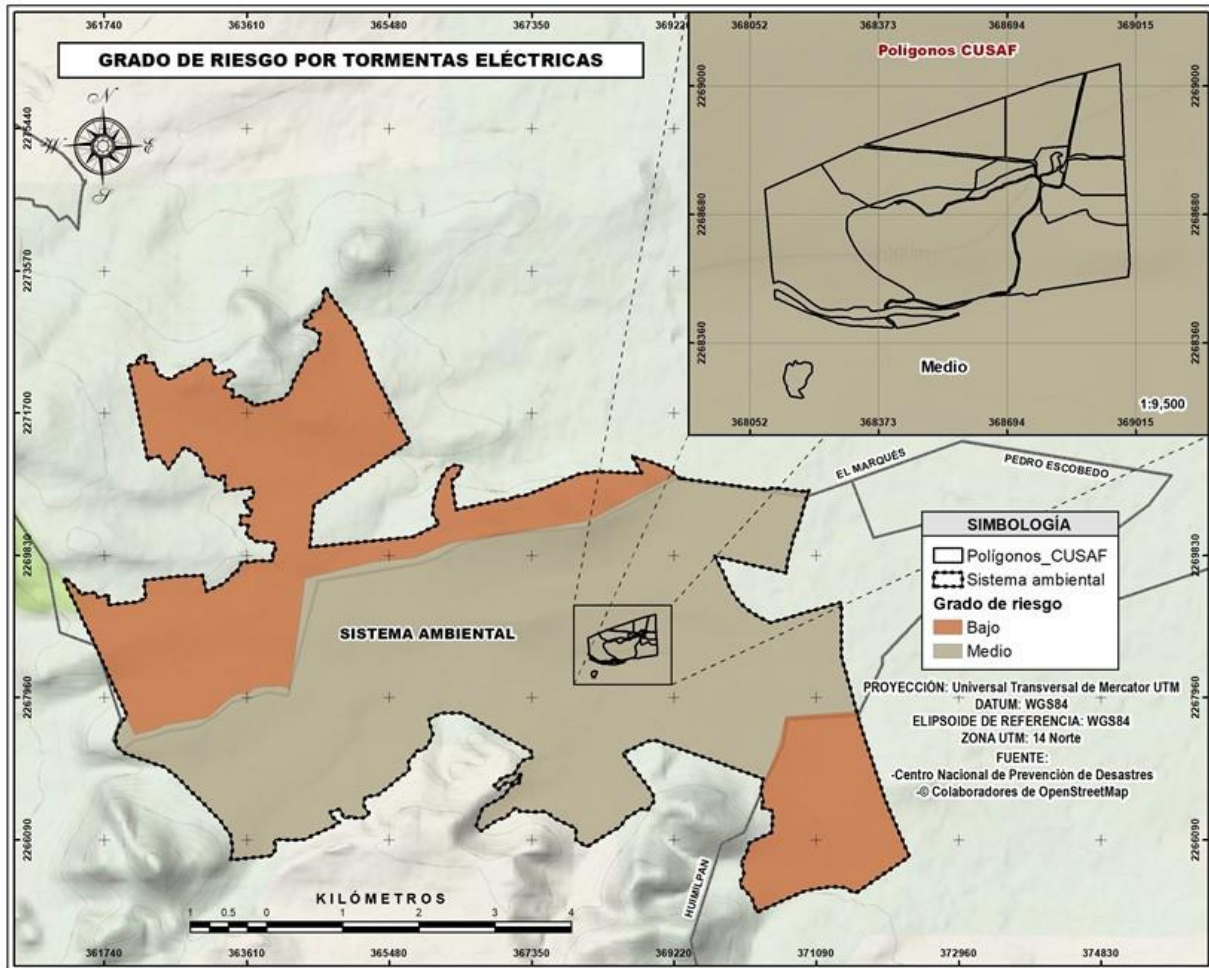 361740 363610 365480 367350 369220
GRADO DE RIESGO POR TORMENTAS ELÉCTRICAS
N
W E
S
2275440
2273570
2271700
2269830
2267960
2266090
368052 368373 368694 369015
Polígonos CUSAF
2269000
2268680
2268360
2269000
2268680
2268360
Medio
1:9,500
368052 368373 368694 369015
EL MARQUÉS
PEDRO ESCOBEDO
SISTEMA AMBIENTAL
HUIMILPAN
SIMBOLOGÍA
Polígonos_CUSAF
Sistema ambiental
Grado de riesgo
Bajo
Medio
PROYECCIÓN: Universal Transversal de Mercator UTM
DATUM: WGS84
ELIPSOIDE DE REFERENCIA: WGS84
ZONA UTM: 14 Norte
FUENTE:
-Centro Nacional de Prevención de Desastres
-© Colaboradores de OpenStreetMap
2269830
2267960
2266090
KILÓMETROS
1 0.5 0 1 2 3 4
361740 363610 365480 367350 369220 371090 372960 374830